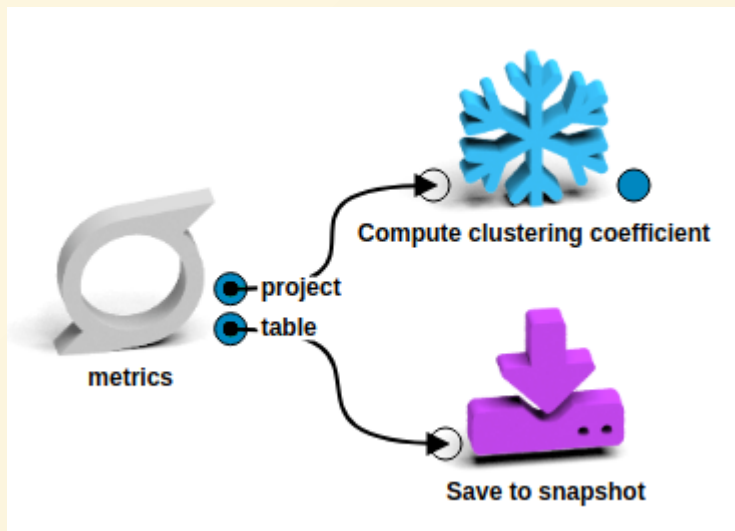 Compute clustering coefficient
project
table
metrics
Save to snapshot